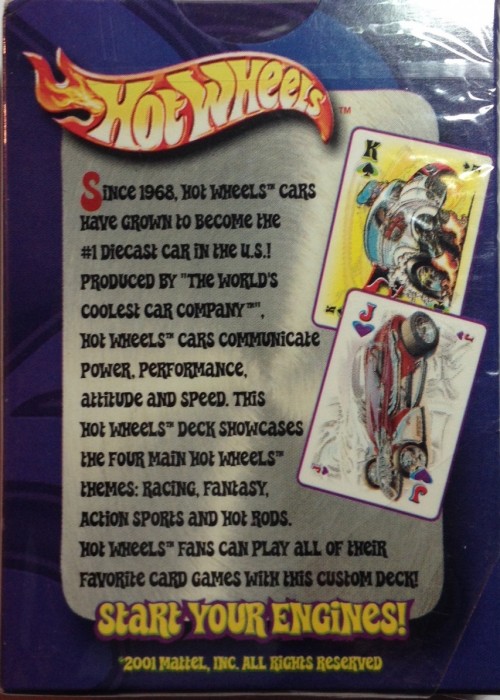 Hot Wheels™
Since 1968, Hot Wheels™ cars
have grown to become the
#1 diecast car in the U.S.!
Produced by "The World's
Coolest Car Company™",
Hot Wheels™ cars communicate
power, performance,
attitude and speed. This
Hot Wheels™ deck showcases
the four main Hot Wheels™
themes: Racing, Fantasy,
Action Sports and Hot Rods.
Hot Wheels™ fans can play all of their
favorite card games with this custom deck!
Start Your Engines!
©2001 Mattel, Inc. All Rights Reserved
K
J
J